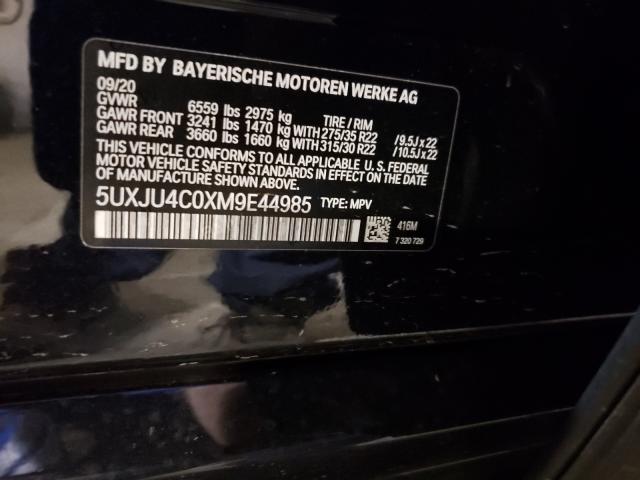 MFD BY BAYERISCHE MOTOREN WERKE AG
09/20
GVWR 6559 lbs 2975 kg TIRE / RIM
GAWR FRONT 3241 lbs 1470 kg WITH 275/35 R22 /9.5J x 22
GAWR REAR 3660 lbs 1660 kg WITH 315/30 R22 /10.5J x 22
THIS VEHICLE CONFORMS TO ALL APPLICABLE U. S. FEDERAL
MOTOR VEHICLE SAFETY STANDARDS IN EFFECT ON THE DATE
OF MANUFACTURE SHOWN ABOVE.
5UXJU4C0XM9E44985 TYPE: MPV
416M
7 320 729